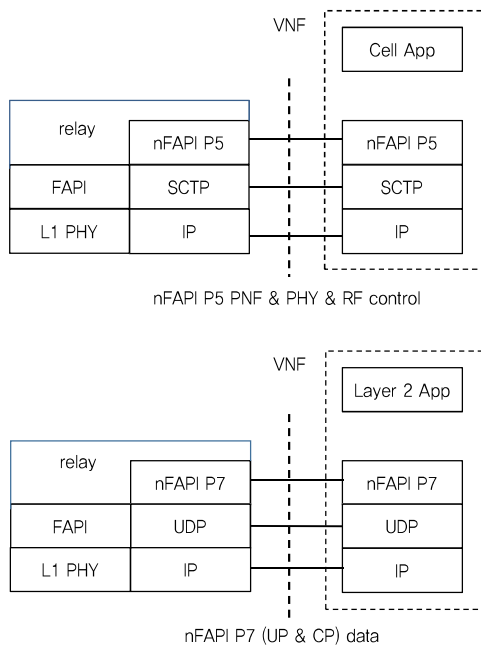 VNF
Cell App
relay
nFAPI P5
nFAPI P5
FAPI
SCTP
SCTP
L1 PHY
IP
IP
nFAPI P5 PNF & PHY & RF control
VNF
Layer 2 App
relay
nFAPI P7
nFAPI P7
FAPI
UDP
UDP
L1 PHY
IP
IP
nFAPI P7 (UP & CP) data